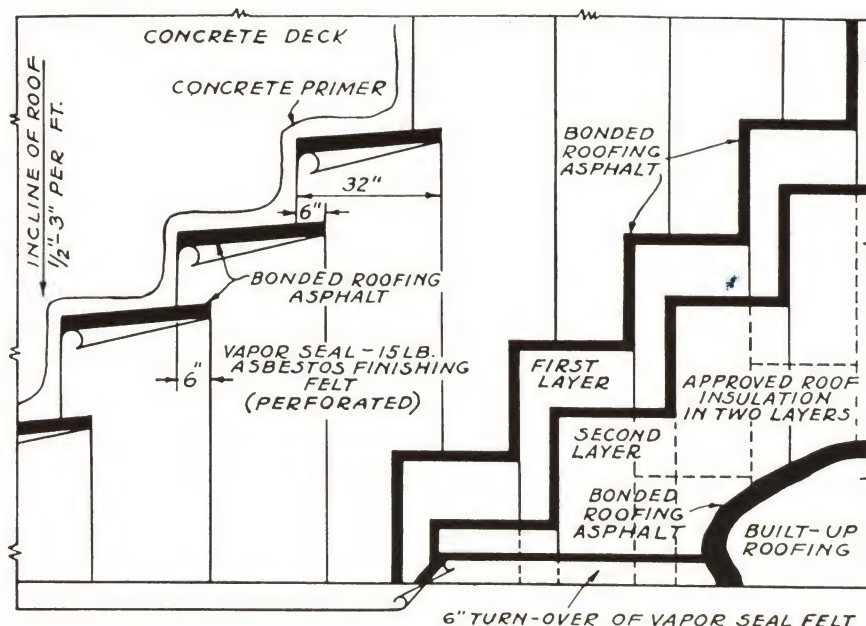 CONCRETE DECK
CONCRETE PRIMER
INCLINE OF ROOF
1/2"-3" PER FT.
32"
6"
BONDED ROOFING
ASPHALT
VAPOR SEAL-15LB.
ASBESTOS FINISHING
FELT
(PERFORATED)
6"
BONDED
ROOFING
ASPHALT
FIRST
LAYER
SECOND
LAYER
APPROVED ROOF
INSULATION
IN TWO LAYERS
BONDED
ROOFING
ASPHALT
BUILT-UP
ROOFING
6" TURN-OVER OF VAPOR SEAL FELT